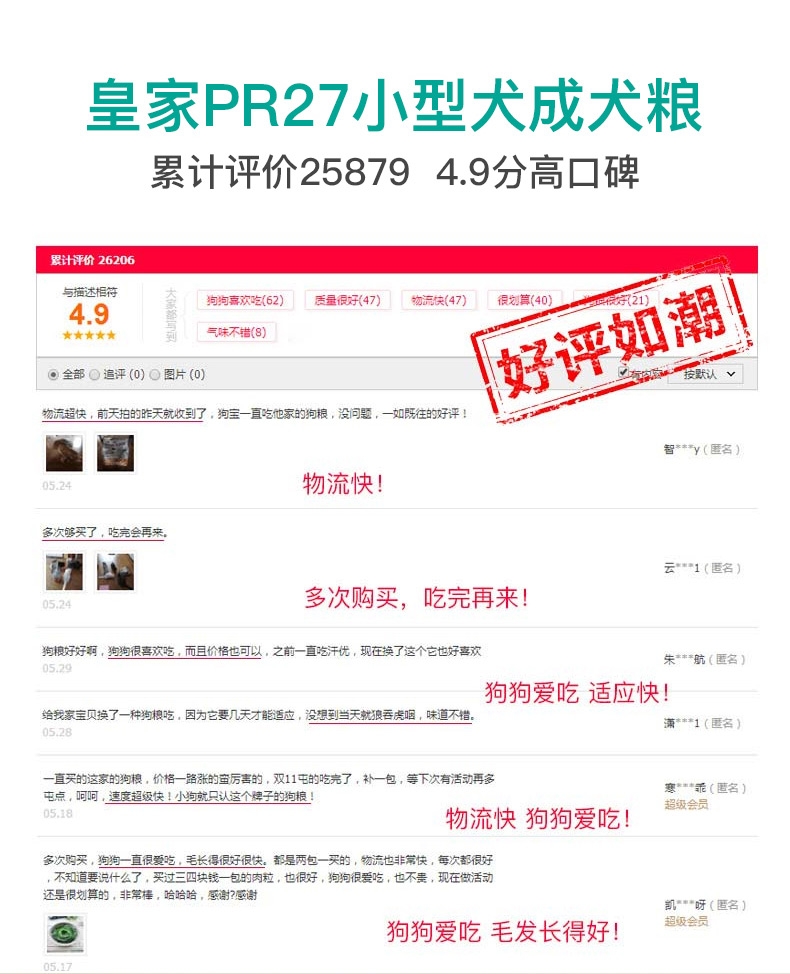 皇家PR27小型犬成犬粮
累计评价25879 4.9分高口碑
累计评价 26206
与描述相符
4.9
大家都写到
狗狗喜欢吃(62)
质量很好(47)
物流快(47)
很划算(40)
很好(21)
气味不错(8)
好评如潮
全部 追评 (0) 图片 (0)
有内容 按默认
物流超快，前天拍的昨天就收到了，狗宝一直吃他家的狗粮，没问题，一如既往的好评！
智***y（匿名）
05.24
物流快！
多次够买了，吃完会再来。
云***1（匿名）
05.24
多次购买，吃完再来！
狗粮好好啊，狗狗很喜欢吃，而且价格也可以，之前一直吃汗优，现在换了这个它也好喜欢
朱***航（匿名）
05.29
狗狗爱吃 适应快！
给我家宝贝换了一种狗粮吃，因为它要几天才能适应，没想到当天就狼吞虎咽，味道不错。
潇***1（匿名）
05.28
一直买的这家的狗粮，价格一路涨的蛮厉害的，双11屯的吃完了，补一包，等下次有活动再多
屯点，呵呵，速度超级快！小狗就只认这个牌子的狗粮！
寒***乖（匿名）
超级会员
05.18
物流快 狗狗爱吃！
多次购买，狗狗一直很爱吃，毛长得很好很快。都是两包一买的，物流也非常快，每次都很好
，不知道要说什么了，买过三四块钱一包的肉粒，也很好，狗狗很爱吃，也不贵，现在做活动
还是很划算的，非常棒，哈哈哈，感谢?感谢
凯***呀（匿名）
超级会员
狗狗爱吃 毛发长得好！
05.17